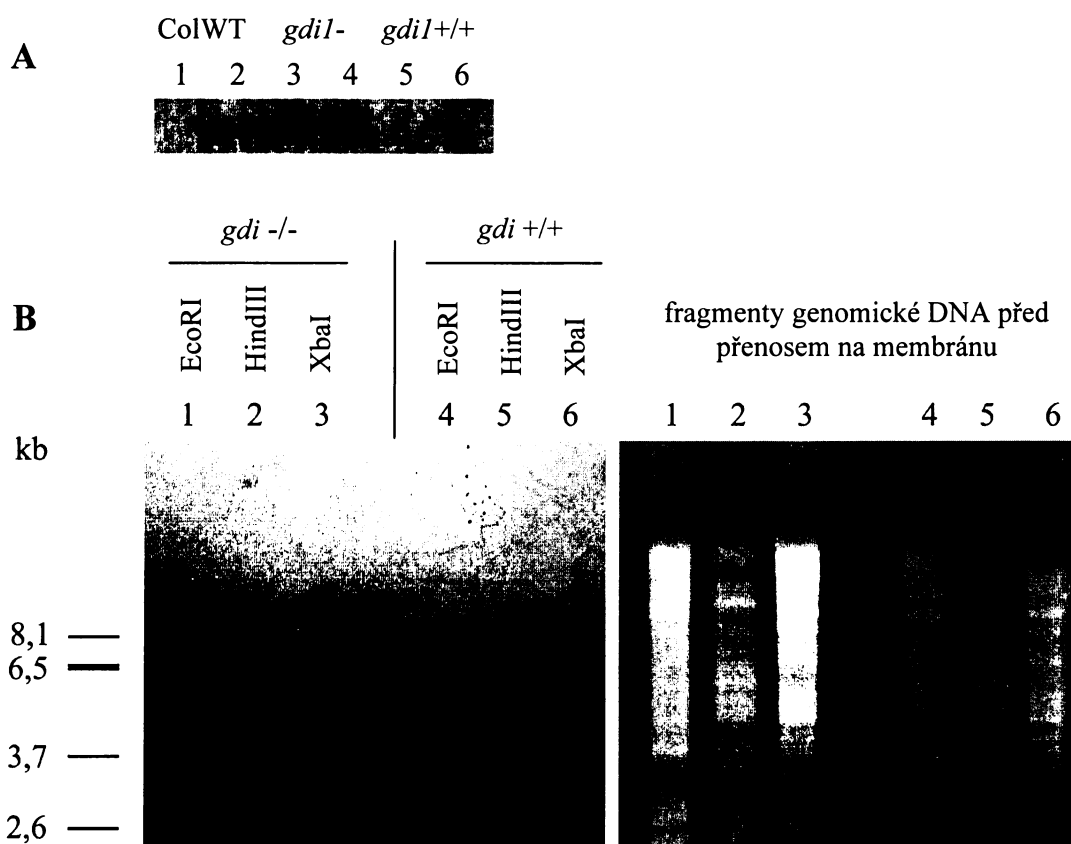 ColWT gdi1- gdi1+/+
A
1 2 3 4 5 6
gdi -/- gdi +/+
B
EcoRI HindIII XbaI EcoRI HindIII XbaI
fragmenty genomické DNA před
přenosem na membránu
1 2 3 4 5 6 1 2 3 4 5 6
kb
8,1
6,5
3,7
2,6